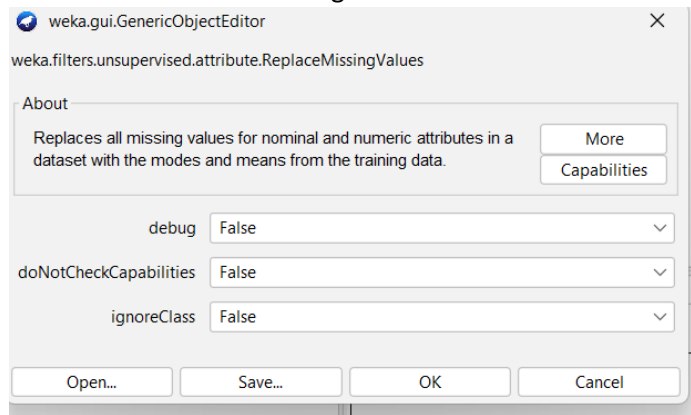 weka.gui.GenericObjectEditor
weka.filters.unsupervised.attribute.ReplaceMissingValues
About
Replaces all missing values for nominal and numeric attributes in a
dataset with the modes and means from the training data.
More
Capabilities
debug False
doNotCheckCapabilities False
ignoreClass False
Open... Save... OK Cancel